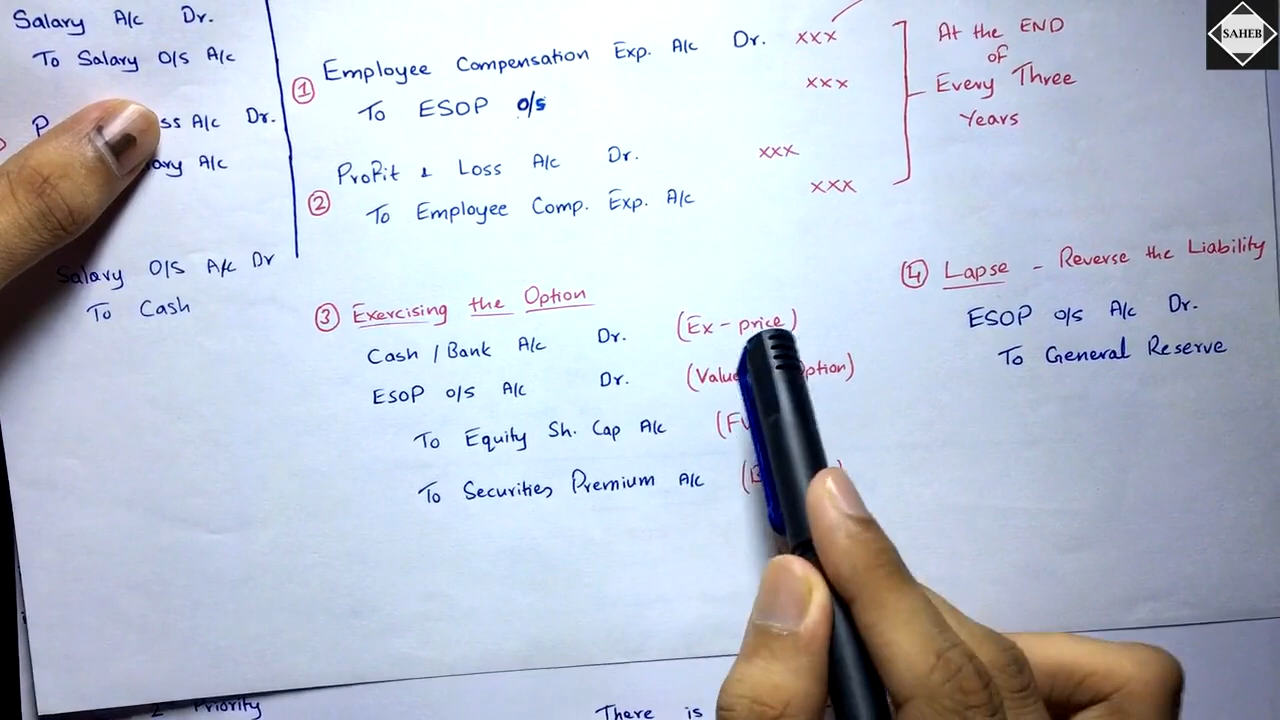 Salary A/c Dr.
To Salary O/S A/c
A/c Dr.
A/c
Salary O/S A/c Dr
To Cash
① Employee Compensation Exp. A/c Dr. xxx
To ESOP o/s xxx
② ProFit & Loss A/c Dr. xxx
To Employee Comp. Exp. A/c xxx
At the END
of
Every Three
Years
③ Exercising the Option
Cash / Bank A/c Dr. (Ex - price)
ESOP o/s A/c Dr. (Value Option)
To Equity Sh. Cap A/c
To Securities Premium A/c
④ Lapse - Reverse the Liability
ESOP o/s A/c Dr.
To General Reserve
Priority
There is
SAHEB